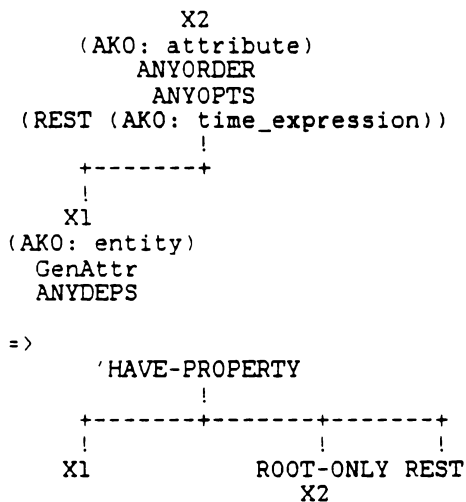 X2
(AKO: attribute)
ANYORDER
ANYOPTS
(REST (AKO: time_expression))
!
+-------+
!
X1
(AKO: entity)
GenAttr
ANYDEPS
=>
'HAVE-PROPERTY
!
+-------+-------+-------+
! ! !
X1 ROOT-ONLY REST
X2